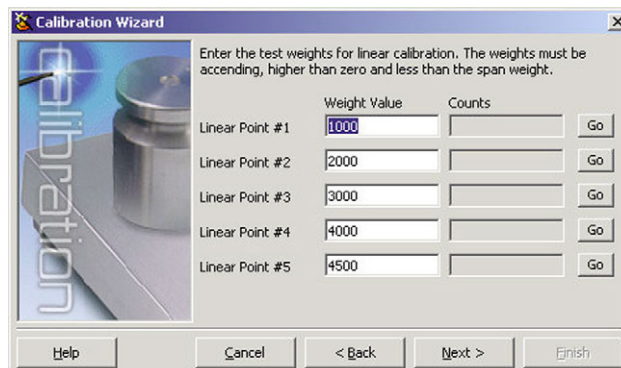 Calibration Wizard
Enter the test weights for linear calibration. The weights must be
accending, higher than zero and less than the span weight.
Weight Value Counts
Linear Point #1 1000 Go
Linear Point #2 2000 Go
Linear Point #3 3000 Go
Linear Point #4 4000 Go
Linear Point #5 4500 Go
Calibration
Help Cancel < Back Next > Finish